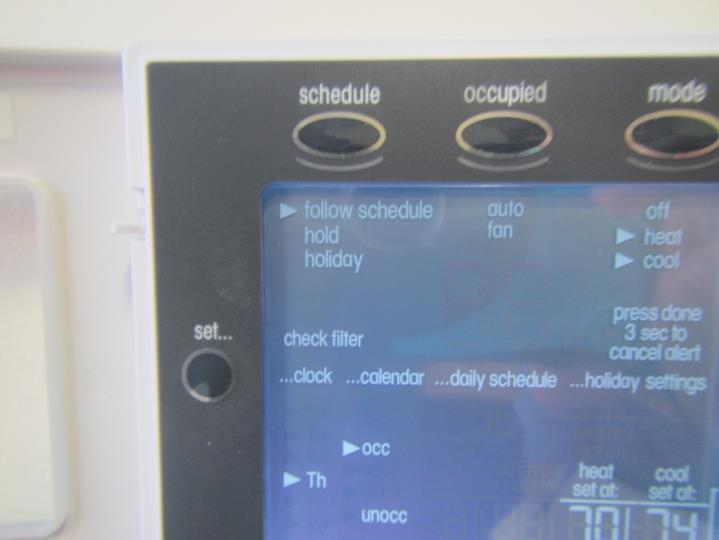 schedule occupied mode
follow schedule auto off
hold fan heat
holiday cool
set...
press done
check filter 3 sec to
cancel alert
...clock ...calendar ...daily schedule ...holiday settings
occ
Th
heat cool
set at: set at:
unocc 70 74